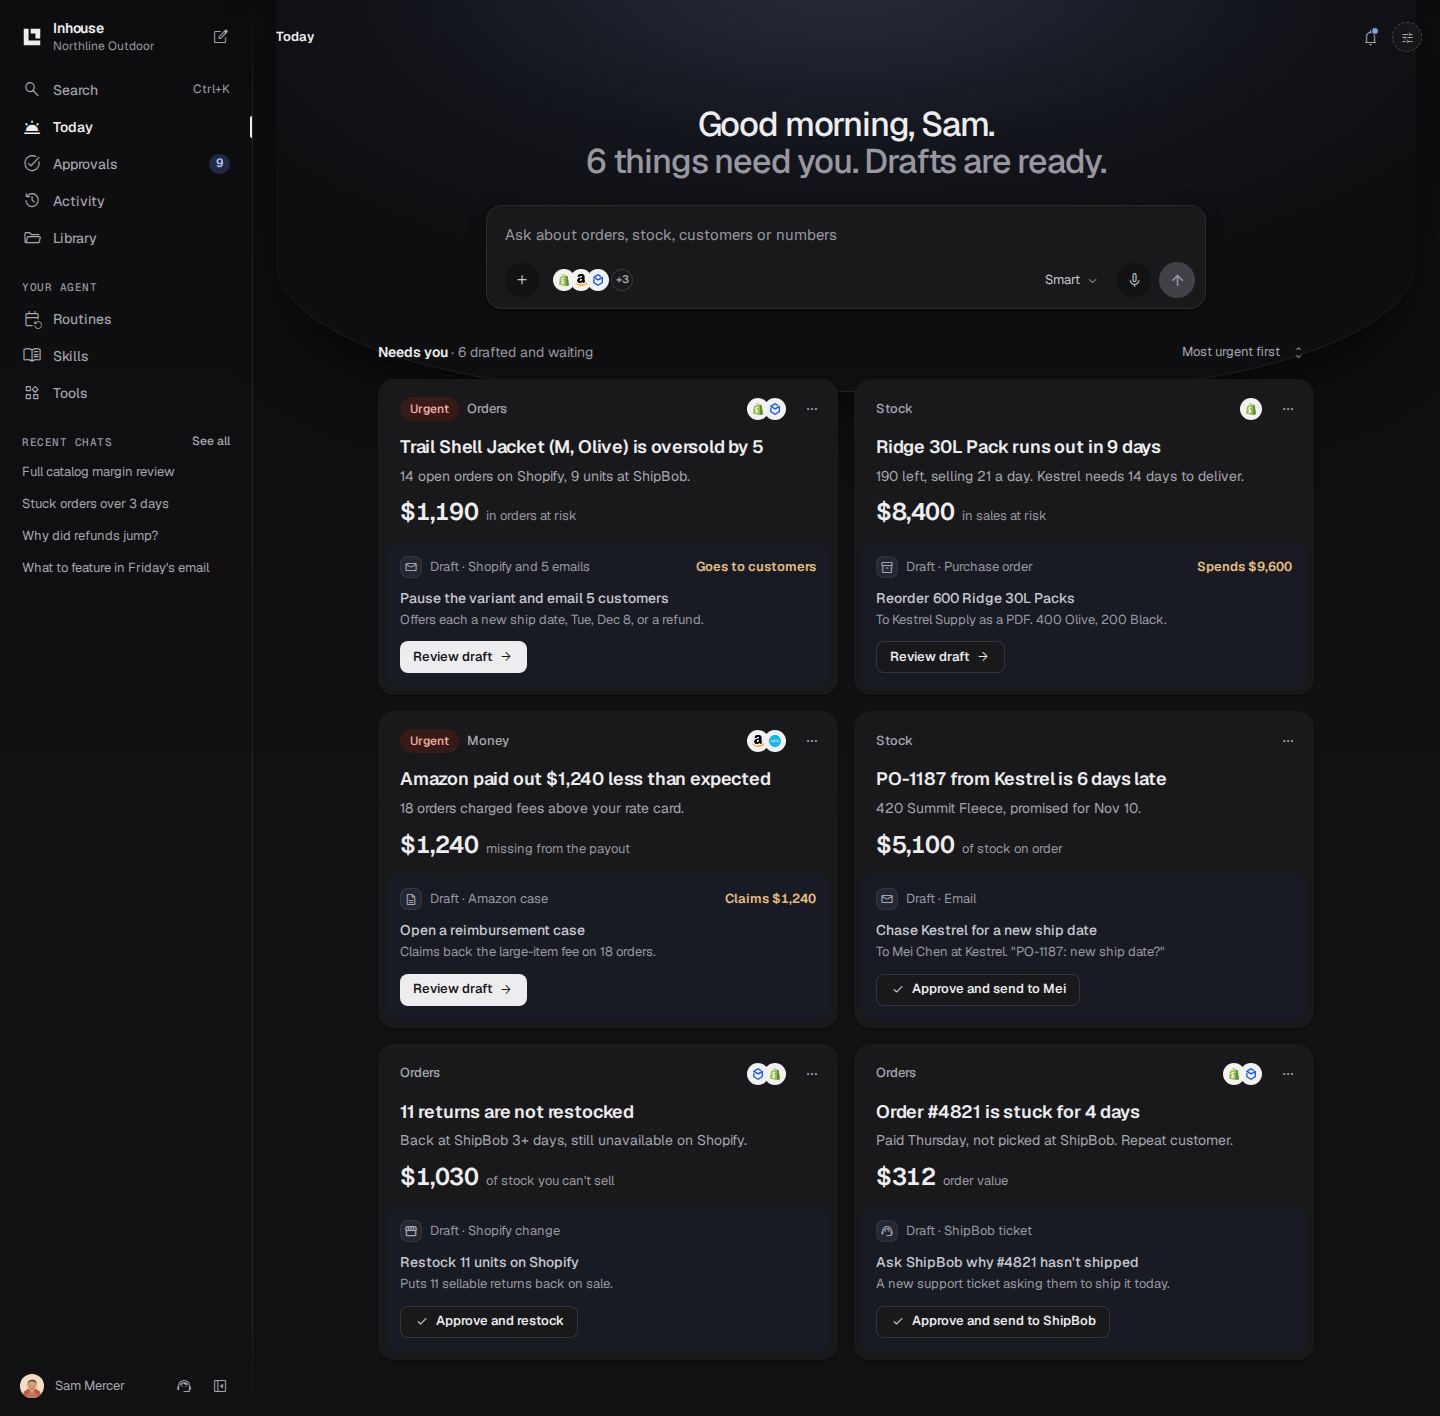 Inhouse
Northline Outdoor
Search Ctrl+K
Today
Approvals 9
Activity
Library
YOUR AGENT
Routines
Skills
Tools
RECENT CHATS See all
Full catalog margin review
Stuck orders over 3 days
Why did refunds jump?
What to feature in Friday's email
Sam Mercer
Today
Good morning, Sam.
6 things need you. Drafts are ready.
Ask about orders, stock, customers or numbers
+3 Smart
Needs you · 6 drafted and waiting
Most urgent first
Urgent Orders
Trail Shell Jacket (M, Olive) is oversold by 5
14 open orders on Shopify, 9 units at ShipBob.
$1,190 in orders at risk
Draft · Shopify and 5 emails Goes to customers
Pause the variant and email 5 customers
Offers each a new ship date, Tue, Dec 8, or a refund.
Review draft
Stock
Ridge 30L Pack runs out in 9 days
190 left, selling 21 a day. Kestrel needs 14 days to deliver.
$8,400 in sales at risk
Draft · Purchase order Spends $9,600
Reorder 600 Ridge 30L Packs
To Kestrel Supply as a PDF. 400 Olive, 200 Black.
Review draft
Urgent Money
Amazon paid out $1,240 less than expected
18 orders charged fees above your rate card.
$1,240 missing from the payout
Draft · Amazon case Claims $1,240
Open a reimbursement case
Claims back the large-item fee on 18 orders.
Review draft
Stock
PO-1187 from Kestrel is 6 days late
420 Summit Fleece, promised for Nov 10.
$5,100 of stock on order
Draft · Email
Chase Kestrel for a new ship date
To Mei Chen at Kestrel. "PO-1187: new ship date?"
Approve and send to Mei
Orders
11 returns are not restocked
Back at ShipBob 3+ days, still unavailable on Shopify.
$1,030 of stock you can't sell
Draft · Shopify change
Restock 11 units on Shopify
Puts 11 sellable returns back on sale.
Approve and restock
Orders
Order #4821 is stuck for 4 days
Paid Thursday, not picked at ShipBob. Repeat customer.
$312 order value
Draft · ShipBob ticket
Ask ShipBob why #4821 hasn't shipped
A new support ticket asking them to ship it today.
Approve and send to ShipBob